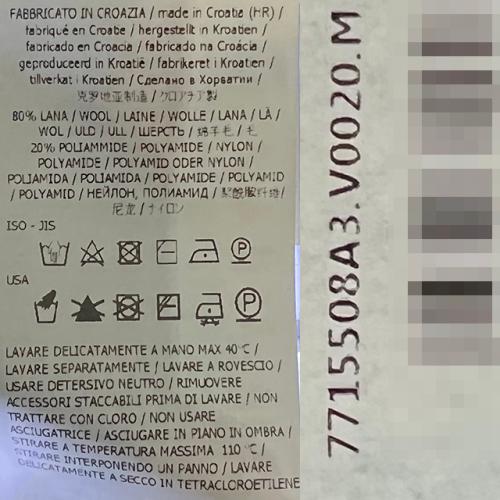 FABBRICATO IN CROAZIA / made in Croatia (HR) /
fabriqué en Croatie / hergestellt in Kroatien /
fabricado en Croacia / fabricado na Croácia /
geproduceerd in Kroatië / fabrikeret i Kroatien /
tillverkat i Kroatien / Сделано в Хорватии /
克罗地亚制造 / クロアチア製
80% LANA / WOOL / LAINE / WOLLE / LANA / LÃ /
WOL / ULD / ULL / ШЕРСТЬ / 绵羊毛 / 毛
20% POLIAMMIDE / POLYAMIDE / NYLON /
POLYAMIDE / POLYAMID ODER NYLON /
POLIAMIDA / POLIAMIDA / POLYAMIDE / POLYAMID
/ POLYAMID / НЕЙЛОН, ПОЛИАМИД / 聚酰胺纤维/
尼龙 / ナイロン
ISO - JIS
P
USA
P
LAVARE DELICATAMENTE A MANO MAX 40°C /
LAVARE SEPARATAMENTE / LAVARE A ROVESCIO /
USARE DETERSIVO NEUTRO / RIMUOVERE
ACCESSORI STACCABILI PRIMA DI LAVARE / NON
TRATTARE CON CLORO / NON USARE
ASCIUGATRICE / ASCIUGARE IN PIANO IN OMBRA /
STIRARE A TEMPERATURA MASSIMA 110°C /
STIRARE INTERPONENDO UN PANNO / LAVARE
DELICATAMENTE A SECCO IN TETRACLOROETILENE
7715508A3.V0020.M